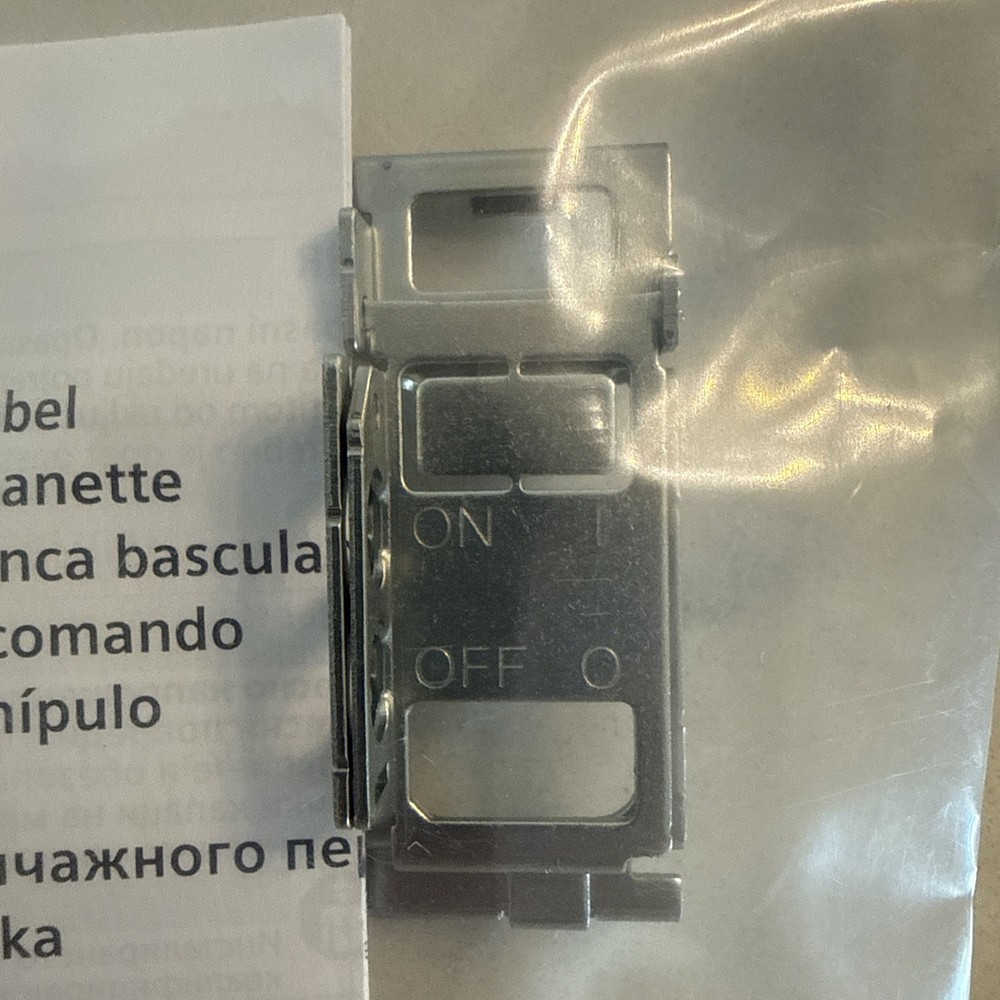 bel
anette
nca bascula
comando
nípulo
ичажного пе
ka
ON I
OFF O